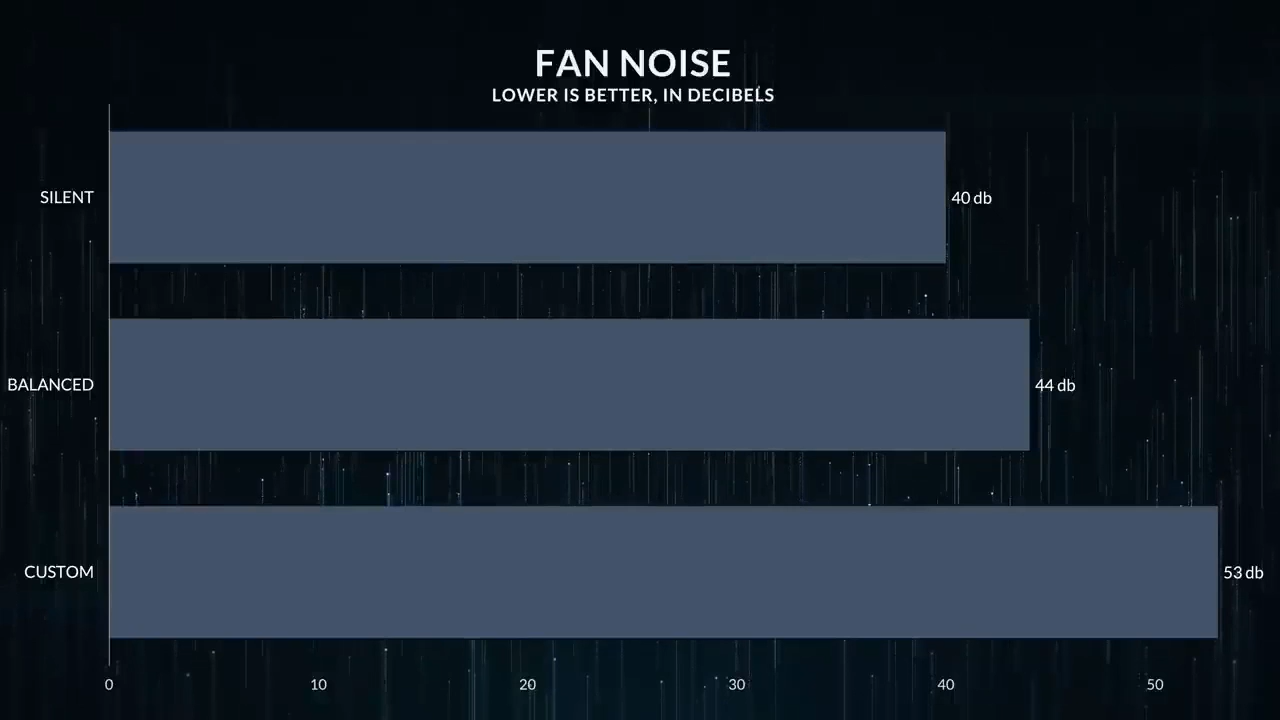 FAN NOISE
LOWER IS BETTER, IN DECIBELS
SILENT
40 db
BALANCED
44 db
CUSTOM
53 db
0 10 20 30 40 50